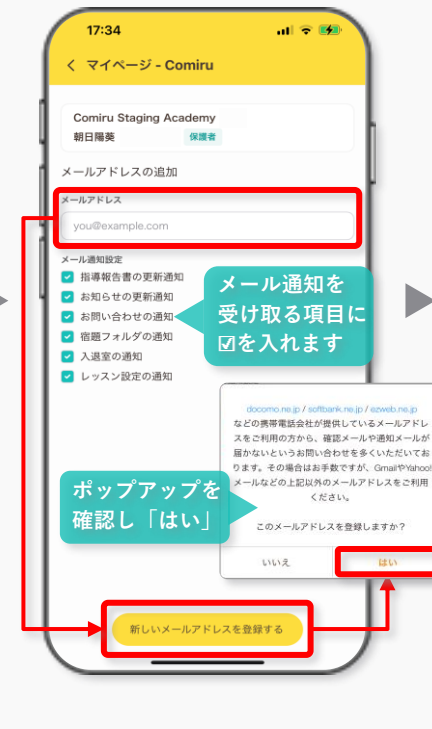 17:34
マイページ - Comiru
Comiru Staging Academy
朝日陽葵
保護者
メールアドレスの追加
メールアドレス
you@example.com
メール通知設定
指導報告書の更新通知
お知らせの更新通知
お問い合わせの通知
宿題フォルダの通知
入退室の通知
レッスン設定の通知
メール通知を
受け取る項目に
☑を入れます
docomo.ne.jp / softbank.ne.jp / ezweb.ne.jp
などの携帯電話会社が提供しているメールアドレ
スをご利用の方から、確認メールや通知メールが
届かないというお問い合わせを多くいただいてお
ります。その場合はお手数ですが、GmailやYahoo!
メールなどの上記以外のメールアドレスをご利用
ください。
このメールアドレスを登録しますか？
いいえ
はい
ポップアップを
確認し「はい」
新しいメールアドレスを登録する